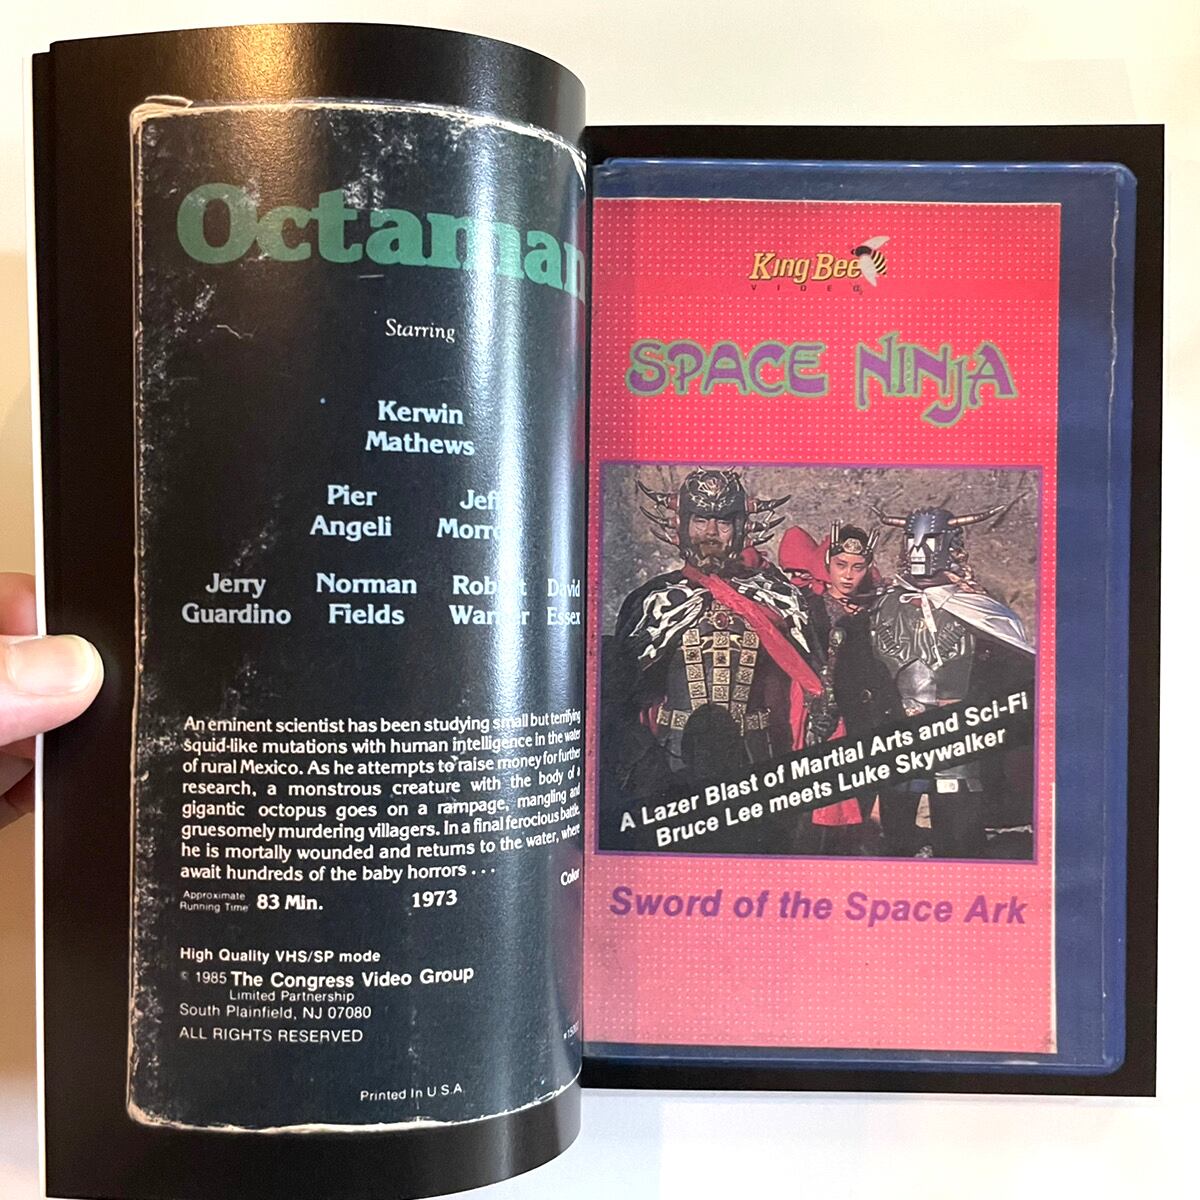 Octaman
Starring
Kerwin
Mathews
Pier
Angeli
Jeff
Morro
Jerry
Guardino
Norman
Fields
Robert
Warner
David
Essex
An eminent scientist has been studying small but terrifying
squid-like mutations with human intelligence in the water
of rural Mexico. As he attempts to raise money for further
research, a monstrous creature with the body of a
gigantic octopus goes on a rampage, mangling and
gruesomely murdering villagers. In a final ferocious battle,
he is mortally wounded and returns to the water, where
await hundreds of the baby horrors . . .
Color
Approximate
Running Time 83 Min. 1973
High Quality VHS/SP mode
© 1985 The Congress Video Group
Limited Partnership
South Plainfield, NJ 07080
ALL RIGHTS RESERVED
Printed In U.S.A.
King Bee
VIDEO
SPACE NINJA
A Lazer Blast of Martial Arts and Sci-Fi
Bruce Lee meets Luke Skywalker
Sword of the Space Ark